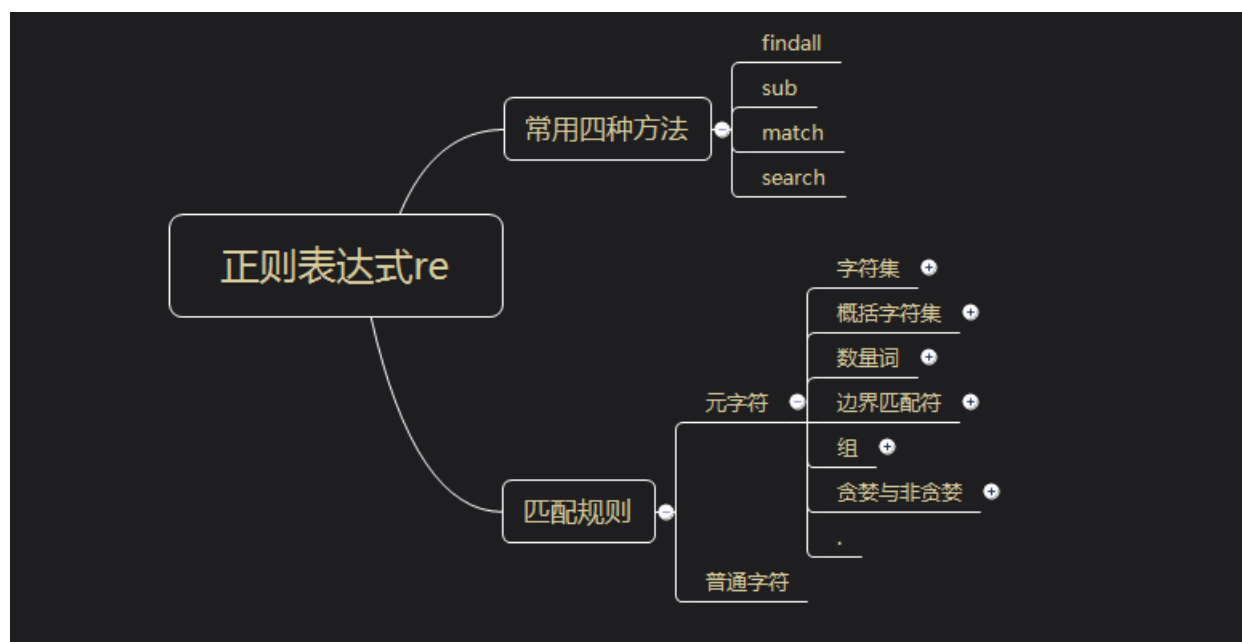 正则表达式re
常用四种方法
findall
sub
match
search
匹配规则
元字符
字符集
概括字符集
数量词
边界匹配符
组
贪婪与非贪婪
.
普通字符